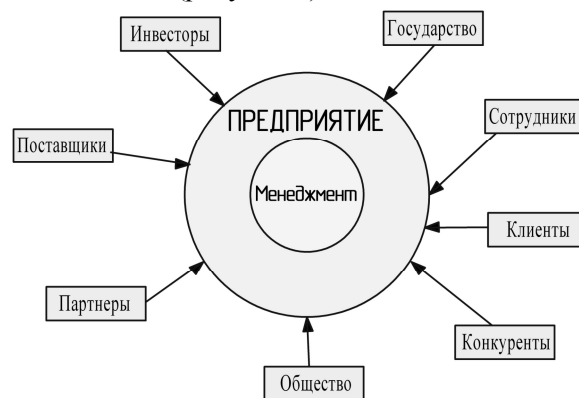 Инвесторы
Государство
ПРЕДПРИЯТИЕ
Сотрудники
Поставщики
Менеджмент
Клиенты
Партнеры
Конкуренты
Общество